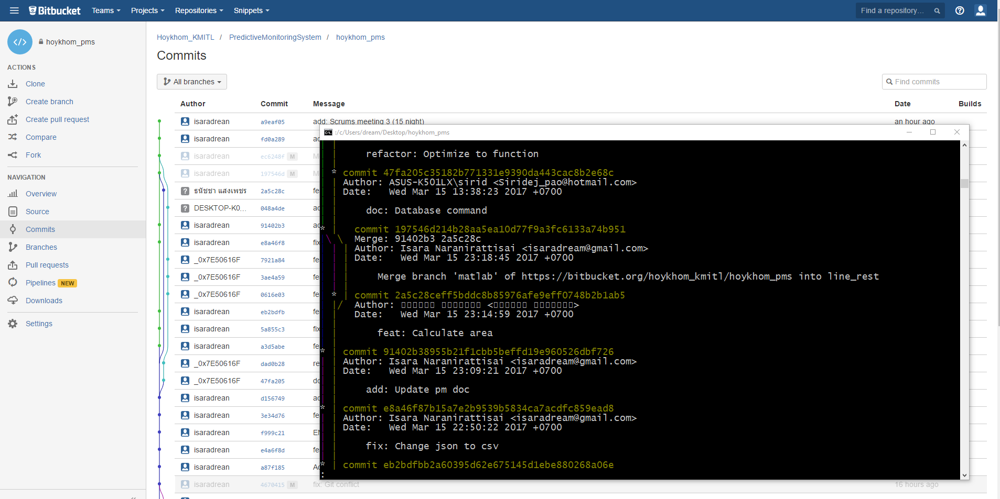 Bitbucket Teams Projects Repositories Snippets Find a repository...
hoykhom_pms
ACTIONS
Clone
Create branch
Create pull request
Compare
Fork
NAVIGATION
Overview
Source
Commits
Branches
Pull requests
Pipelines NEW
Downloads
Settings
Hoykhom_KMITL / PredictiveMonitoringSystem / hoykhom_pms
Commits
All branches
Find commits
Author Commit Message Date Builds
isaradrean a9eaf05 add: Scrums meeting 3 (15 night) an hour ago
isaradrean fd0a289
isaradrean ec6248f M
isaradrean 197546d M
ธนัชชา แสงเพชร 2a5c28c fe
DESKTOP-K0... 048a4de
isaradrean 91402b3
isaradrean e8a46f8 fix
_0x7E50616F 7921a84 fe
_0x7E50616F 3ae4a59 fe
_0x7E50616F 0616e03 fe
isaradrean eb2bdfb fe
isaradrean 5a855c3 fix
isaradrean a3d5abe fe
_0x7E50616F dad0b28 re
_0x7E50616F 47fa205
isaradrean d156749
isaradrean 3e34d76
isaradrean f999c21
isaradrean e4a6f8d fe
isaradrean a87f185
isaradrean 4670415 M fix: Git conflict 16 hours ago
:/c/Users/dream/Desktop/hoykhom_pms
refactor: Optimize to function
* commit 47fa205c35182b771331e9390da443cac8b2e68c
Author: ASUS-K501LX\sirid <Siridej_pao@hotmail.com>
Date: Wed Mar 15 13:38:23 2017 +0700
doc: Database command
* commit 197546d214b28aa5ea10d77f9a3fc6133a74b951
Merge: 91402b3 2a5c28c
Author: Isara Naranirattisai <isaradream@gmail.com>
Date: Wed Mar 15 23:18:45 2017 +0700
Merge branch 'matlab' of https://bitbucket.org/hoykhom_kmitl/hoykhom_pms into line_rest
* commit 2a5c28ceff5bddc8b85976afe9eff0748b2b1ab5
Author:
Date: Wed Mar 15 23:14:59 2017 +0700
feat: Calculate area
* commit 91402b38955b21f1cbb5beffd19e960526dbf726
Author: Isara Naranirattisai <isaradream@gmail.com>
Date: Wed Mar 15 23:09:21 2017 +0700
add: Update pm doc
* commit e8a46f87b15a7e2b9539b5834ca7acdfc859ead8
Author: Isara Naranirattisai <isaradream@gmail.com>
Date: Wed Mar 15 22:50:22 2017 +0700
fix: Change json to csv
* commit eb2bdfbb2a60395d62e675145d1ebe880268a06e
: